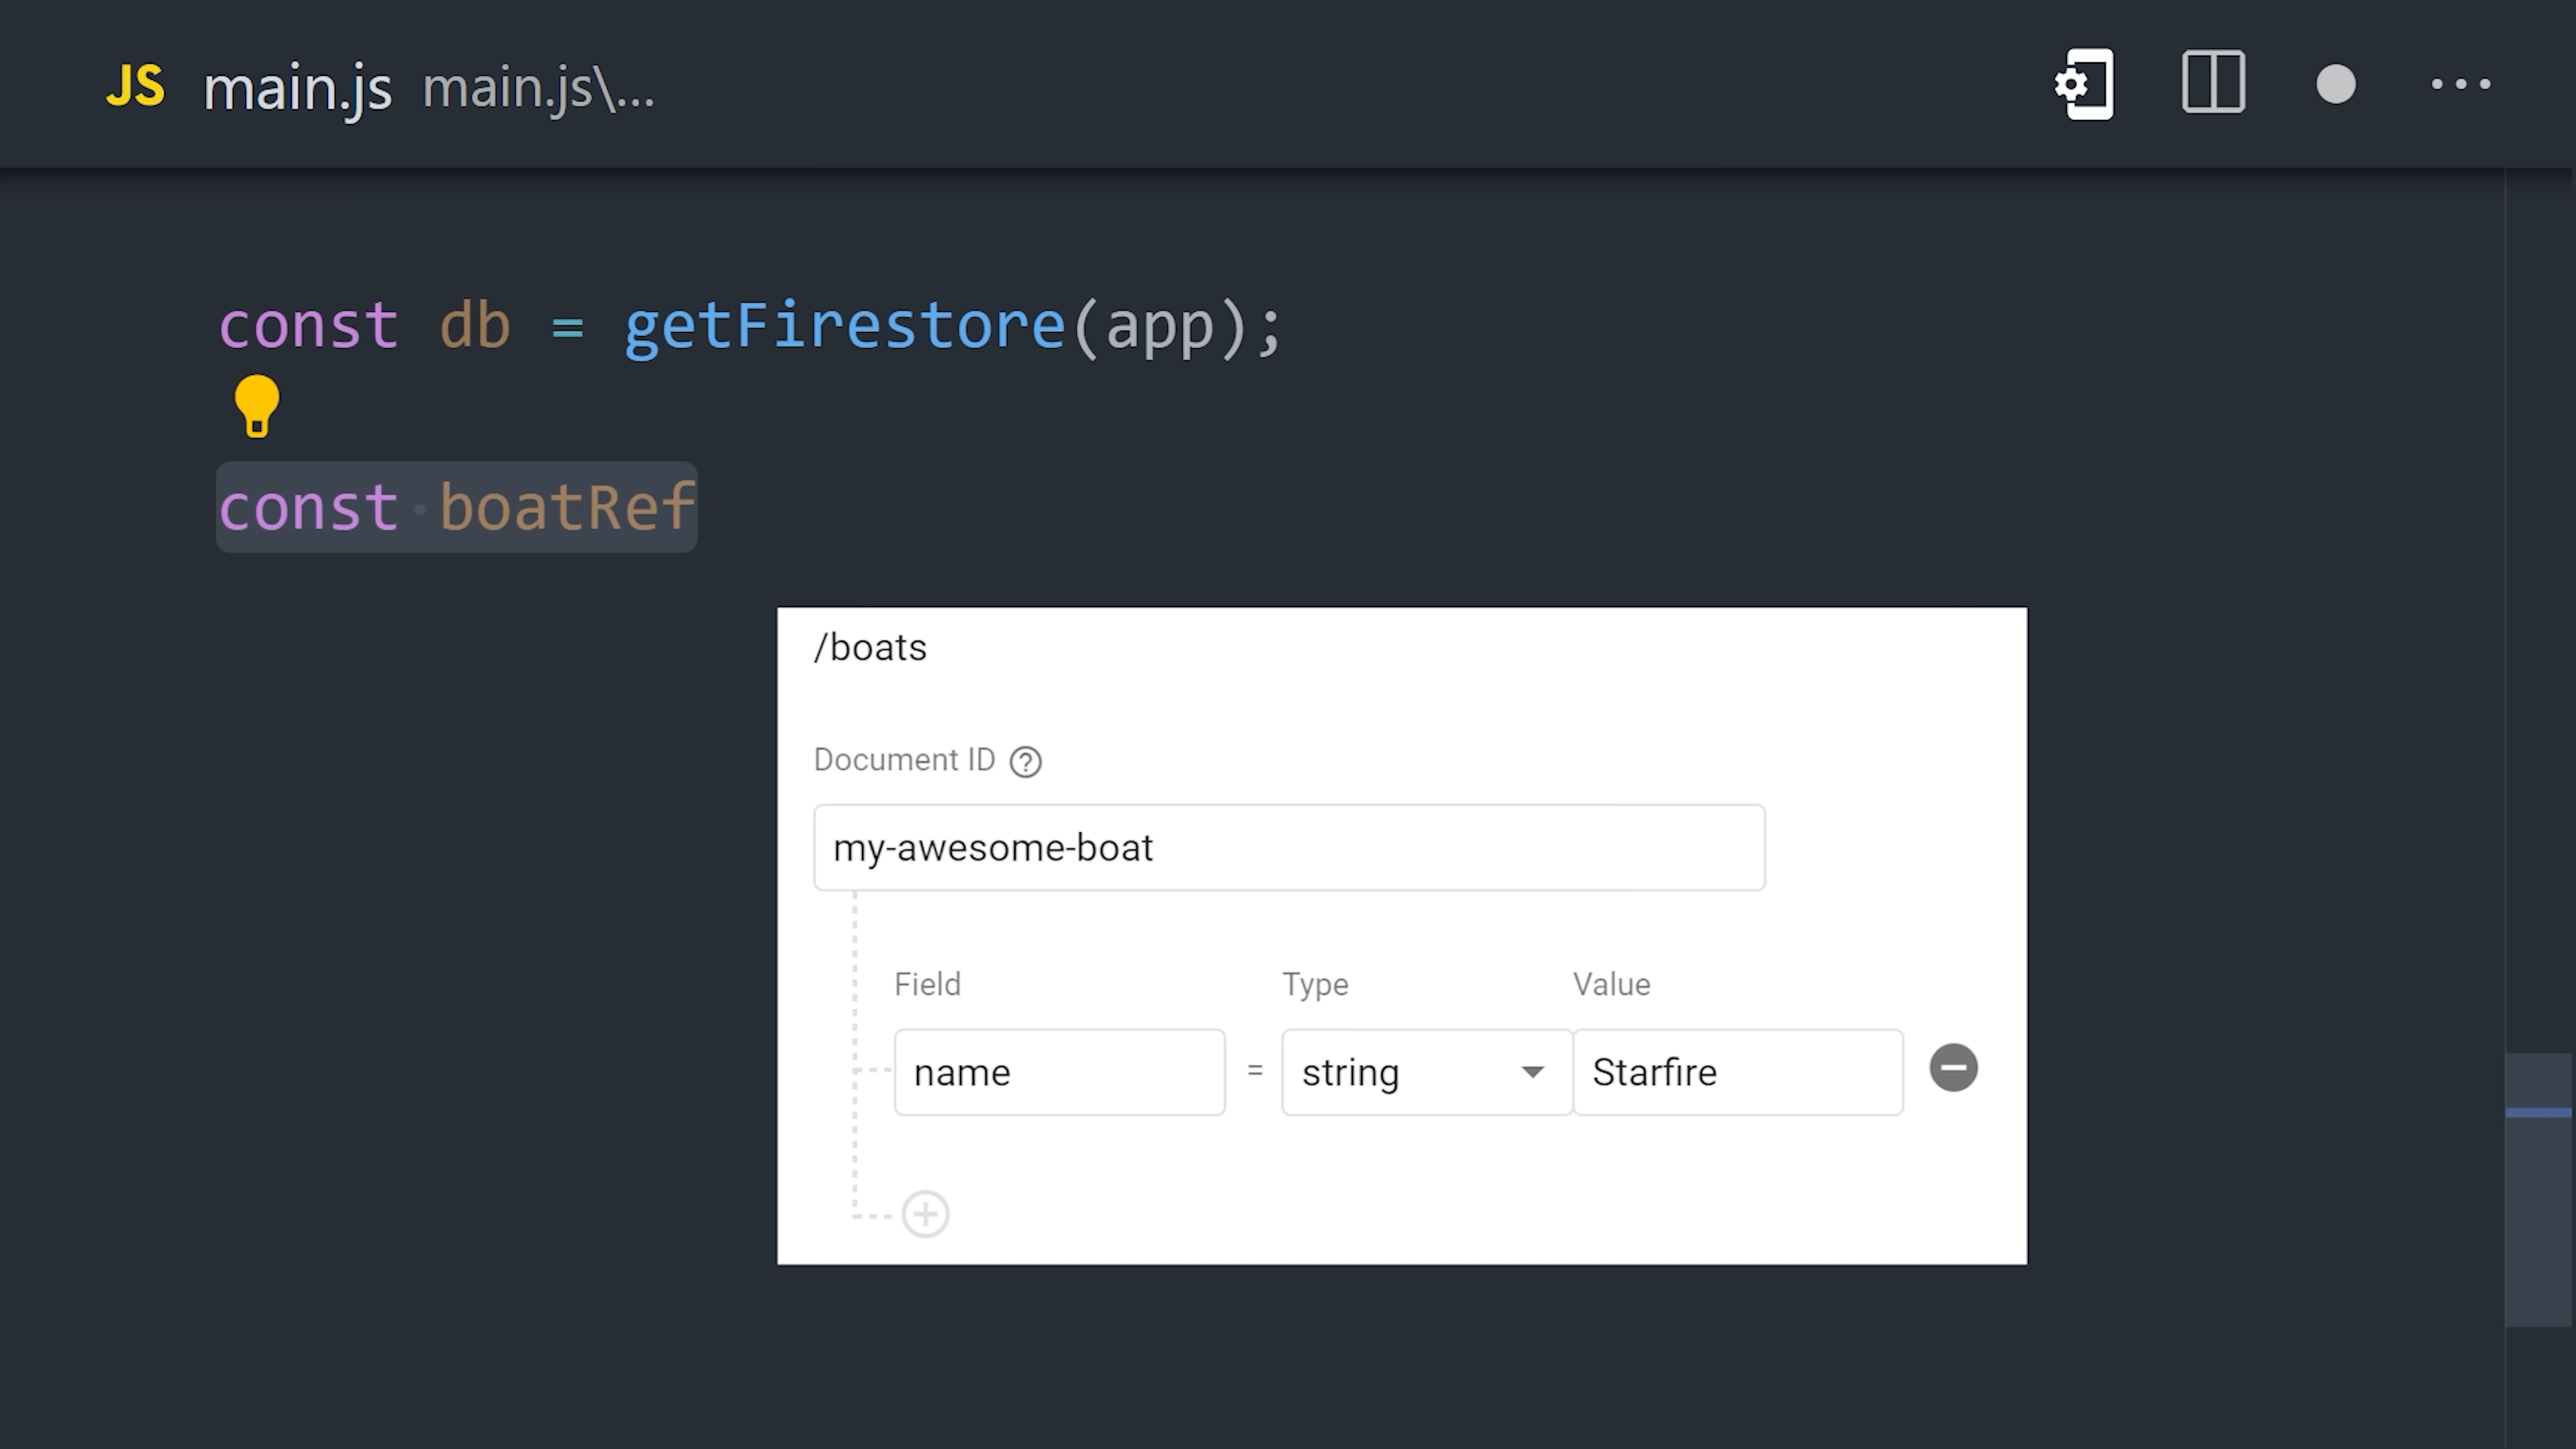 JS main.js main.js\...
const db = getFirestore(app);
const boatRef
/boats
Document ID ?
my-awesome-boat
Field Type Value
name = string Starfire